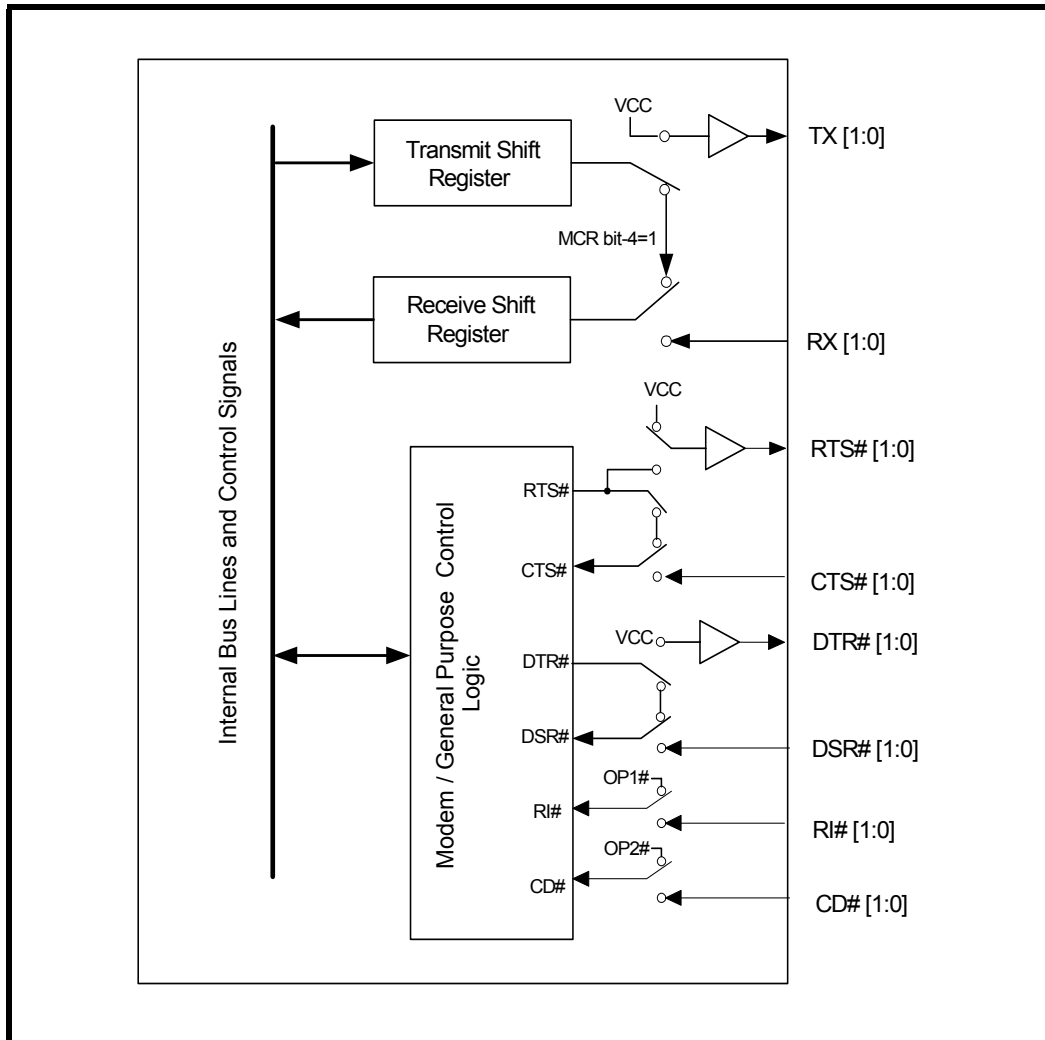 VCC
TX [1:0]
Transmit Shift
Register
MCR bit-4=1
Receive Shift
Register
RX [1:0]
Internal Bus Lines and Control Signals
VCC
RTS# [1:0]
Modem / General Purpose Control
Logic
RTS#
CTS#
CTS# [1:0]
VCC
DTR# [1:0]
DTR#
DSR#
DSR# [1:0]
OP1#
RI#
RI# [1:0]
OP2#
CD#
CD# [1:0]